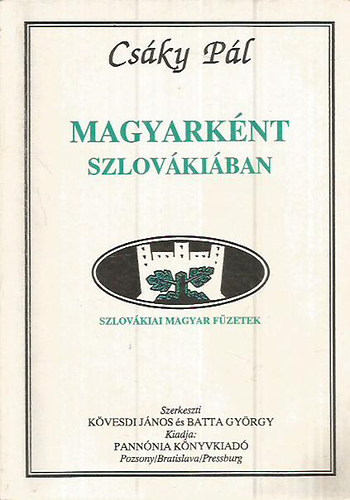 Csáky Pál
MAGYARKÉNT
SZLOVÁKIÁBAN
SZLOVÁKIAI MAGYAR FÜZETEK
Szerkeszti
KÖVESDI JÁNOS és BATTA GYÖRGY
Kiadja:
PANNÓNIA KÖNYVKIADÓ
Pozsony/Bratislava/Pressburg